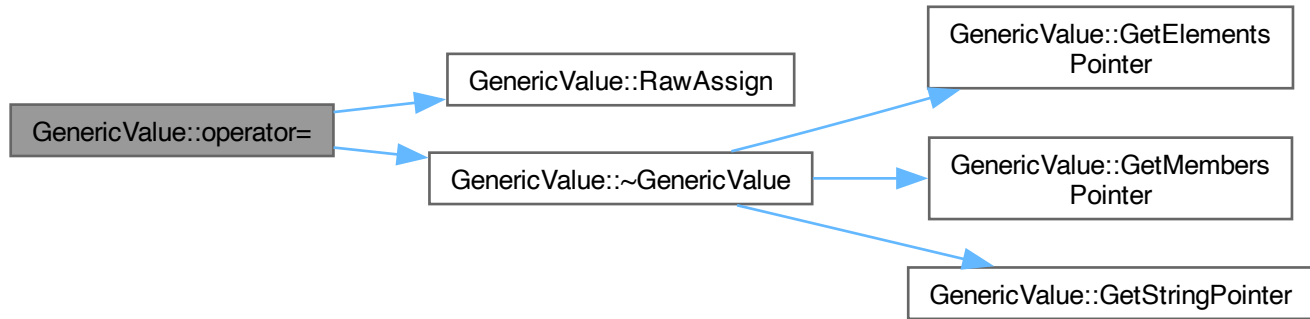 GenericValue::operator=
GenericValue::RawAssign
GenericValue::~GenericValue
GenericValue::GetElements
Pointer
GenericValue::GetMembers
Pointer
GenericValue::GetStringPointer